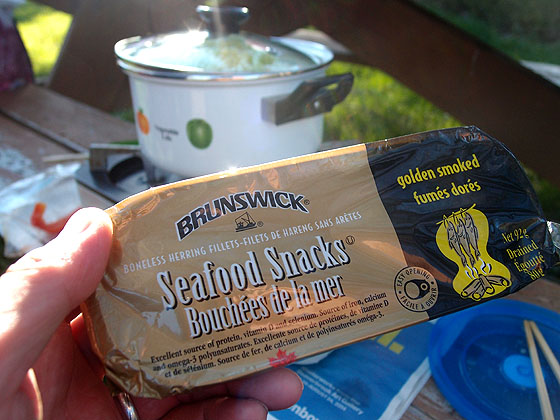 BRUNSWICK
BONELESS HERRING FILLETS-FILETS DE HARENG SANS ARÊTES
Seafood Snacks
Bouchées de la mer
Excellent source of protein, vitamin D and selenium. Source of iron, calcium
and omega-3 polyunsaturates. Excellente source de protéines, de vitamine D
et de sélénium. Source de fer, de calcium et de polyinsaturés oméga-3.
golden smoked
fumés dorés
EASY OPENING
FACILE À OUVRIR
Net 92g
Drained
Égoutté